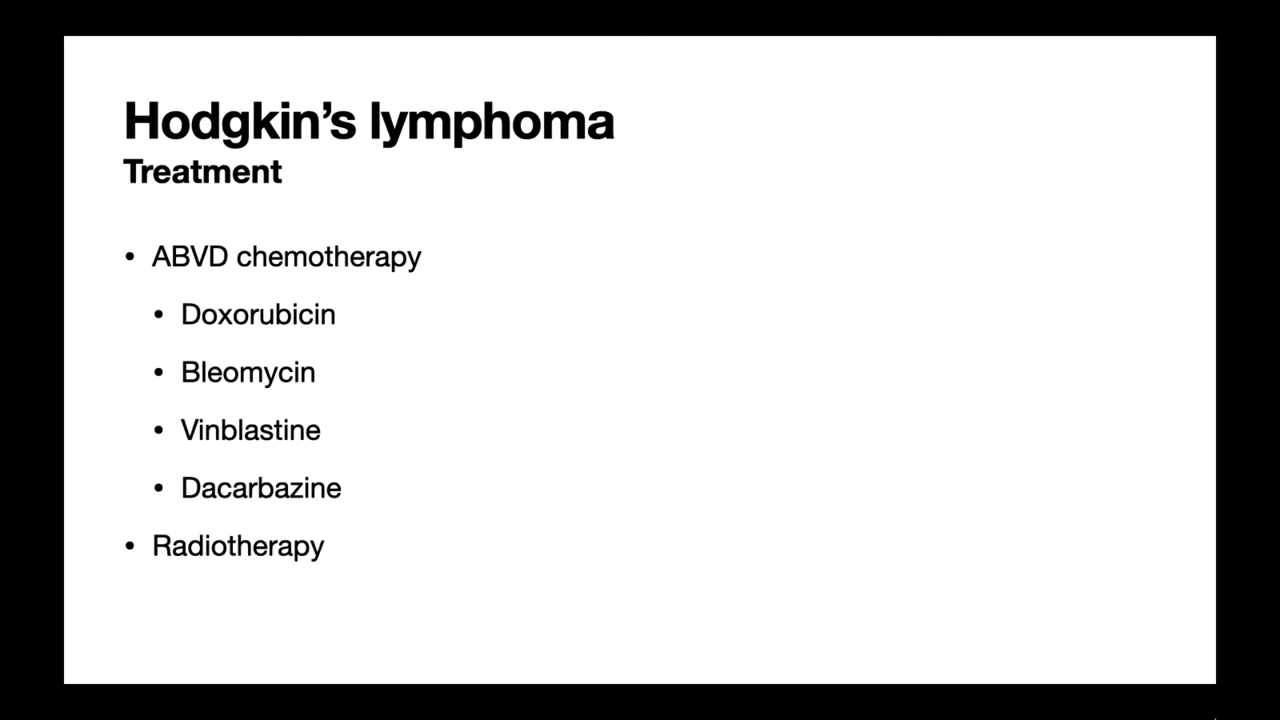 Hodgkin’s lymphoma
Treatment
• ABVD chemotherapy
• Doxorubicin
• Bleomycin
• Vinblastine
• Dacarbazine
• Radiotherapy